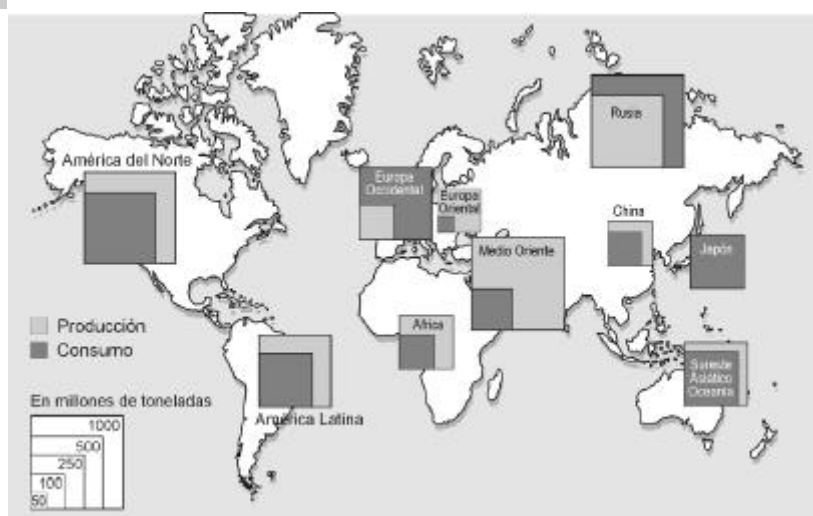 América del Norte
Europa
Occidental
Europa
Oriental
Rusia
China
Japón
Medio Oriente
África
América Latina
Sureste
Asiático
Oceanía
Producción
Consumo
En millones de toneladas
1000
500
250
100
50